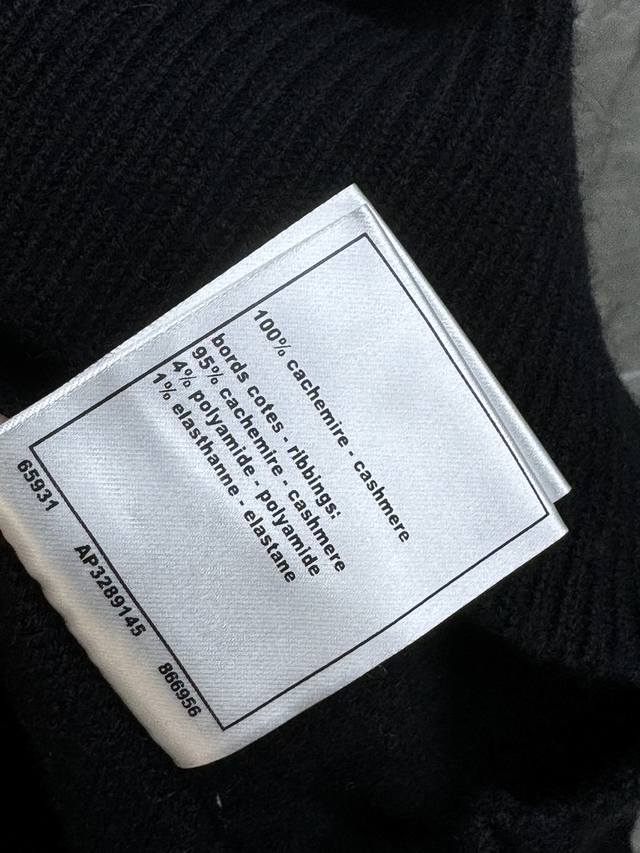 100% cachemire - cashmere
bords cotes - ribbings:
95% cachemire - cashmere
4% polyamide - polyamide
1% elasthanne - elastane
65931 AP3289145 866956